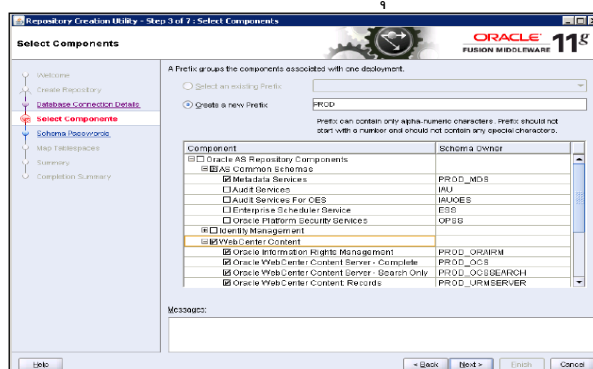 ٩
Repository Creation Utility - Step 3 of 7 : Select Components
Select Components
ORACLE
FUSION MIDDLEWARE
11g
Welcome
Create Repository
Database Connection Details
Select Components
Schema Passwords
Map Tablespaces
Summary
Completion Summary
A Prefix groups the components associated with one deployment.
Select an existing Prefix
Create a new Prefix
PROD
Prefix can contain only alpha-numeric characters. Prefix should not
start with a number and should not contain any special characters.
Component Schema Owner
Oracle AS Repository Components
AS Common Schemas
Metadata Services PROD_MDS
Audit Services IAU
Audit Services For OES IAUOES
Enterprise Scheduler Service ESS
Oracle Platform Security Services OPSS
Identity Management
WebCenter Content
Oracle Information Rights Management PROD_ORAIRM
Oracle WebCenter Content Server - Complete PROD_OCS
Oracle WebCenter Content Server - Search Only PROD_OCSSEARCH
Oracle WebCenter Content: Records PROD_URMSERVER
Messages:
Help
< Back
Next >
Finish
Cancel